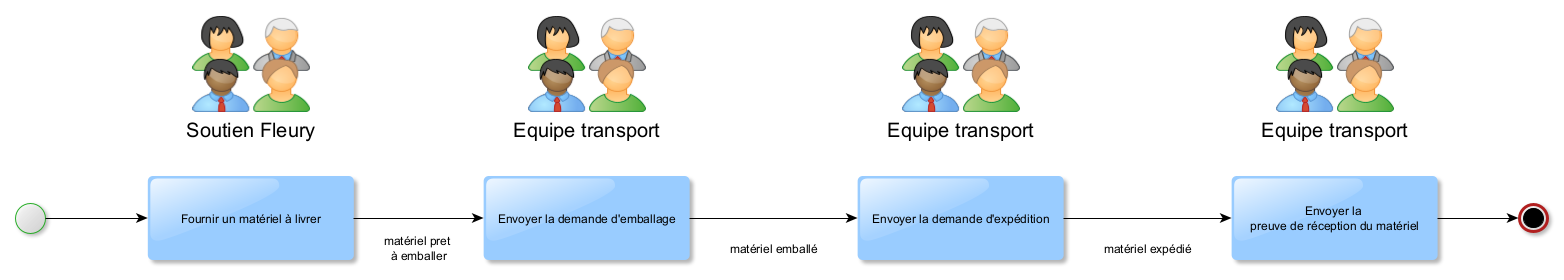 Soutien Fleury
Equipe transport
Equipe transport
Equipe transport
Fournir un matériel à livrer
matériel pret
à emballer
Envoyer la demande d'emballage
matériel emballé
Envoyer la demande d'expédition
matériel expédié
Envoyer la
preuve de réception du matériel